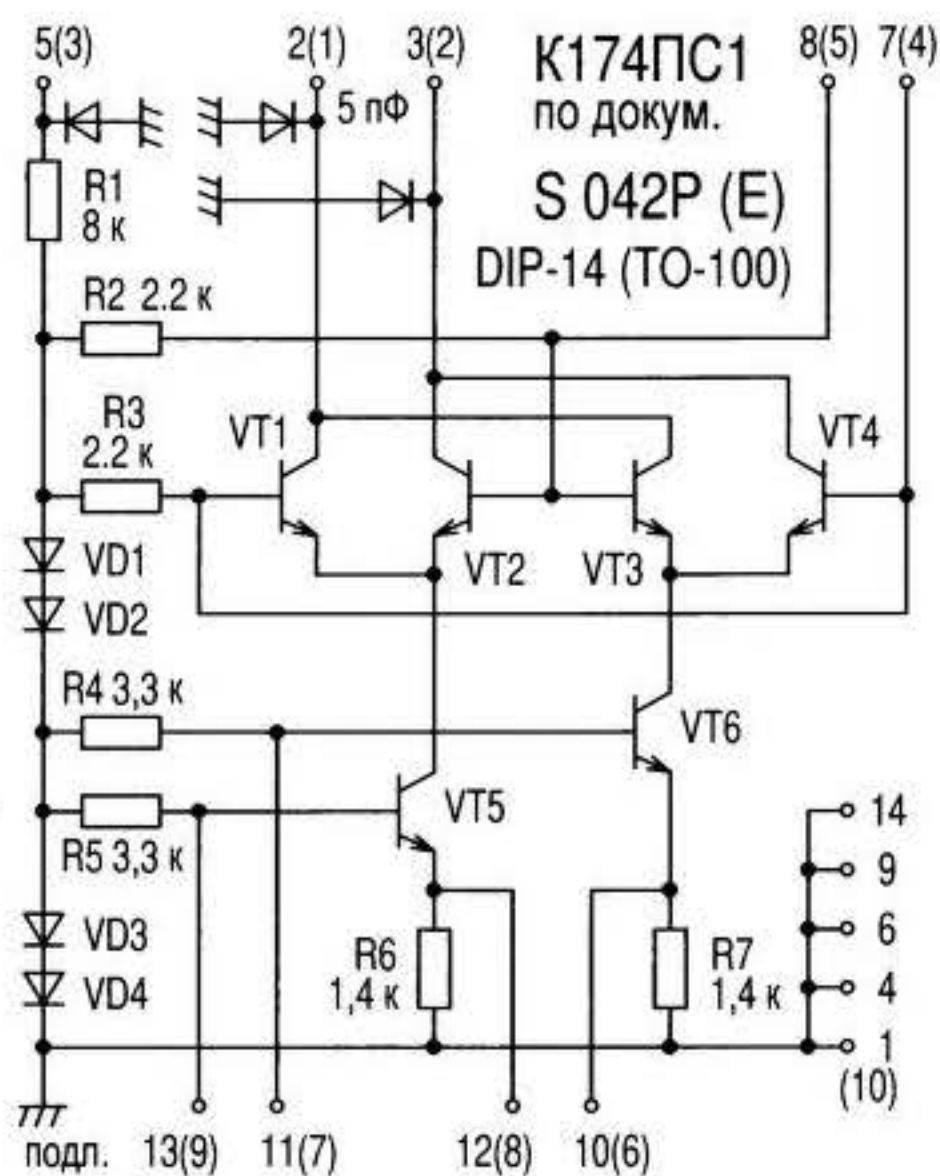 5(3) 2(1) 3(2) 8(5) 7(4)
К174ПС1
по докум.
5 пФ
S 042P (E)
DIP-14 (TO-100)
R1
8 к
R2 2.2 к
R3
2.2 к
VT1
VT4
VD1
VT2
VT3
VD2
R4 3,3 к
VT6
VT5
R5 3,3 к
14
9
VD3
6
R6
1,4 к
R7
1,4 к
VD4
4
1
(10)
подл. 13(9) 11(7) 12(8) 10(6)